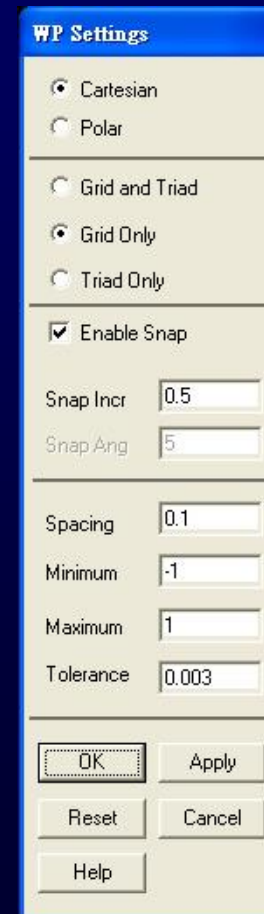 WP Settings
Cartesian
Polar
Grid and Triad
Grid Only
Triad Only
Enable Snap
Snap Incr 0.5
Snap Ang 5
Spacing 0.1
Minimum -1
Maximum 1
Tolerance 0.003
OK Apply
Reset Cancel
Help